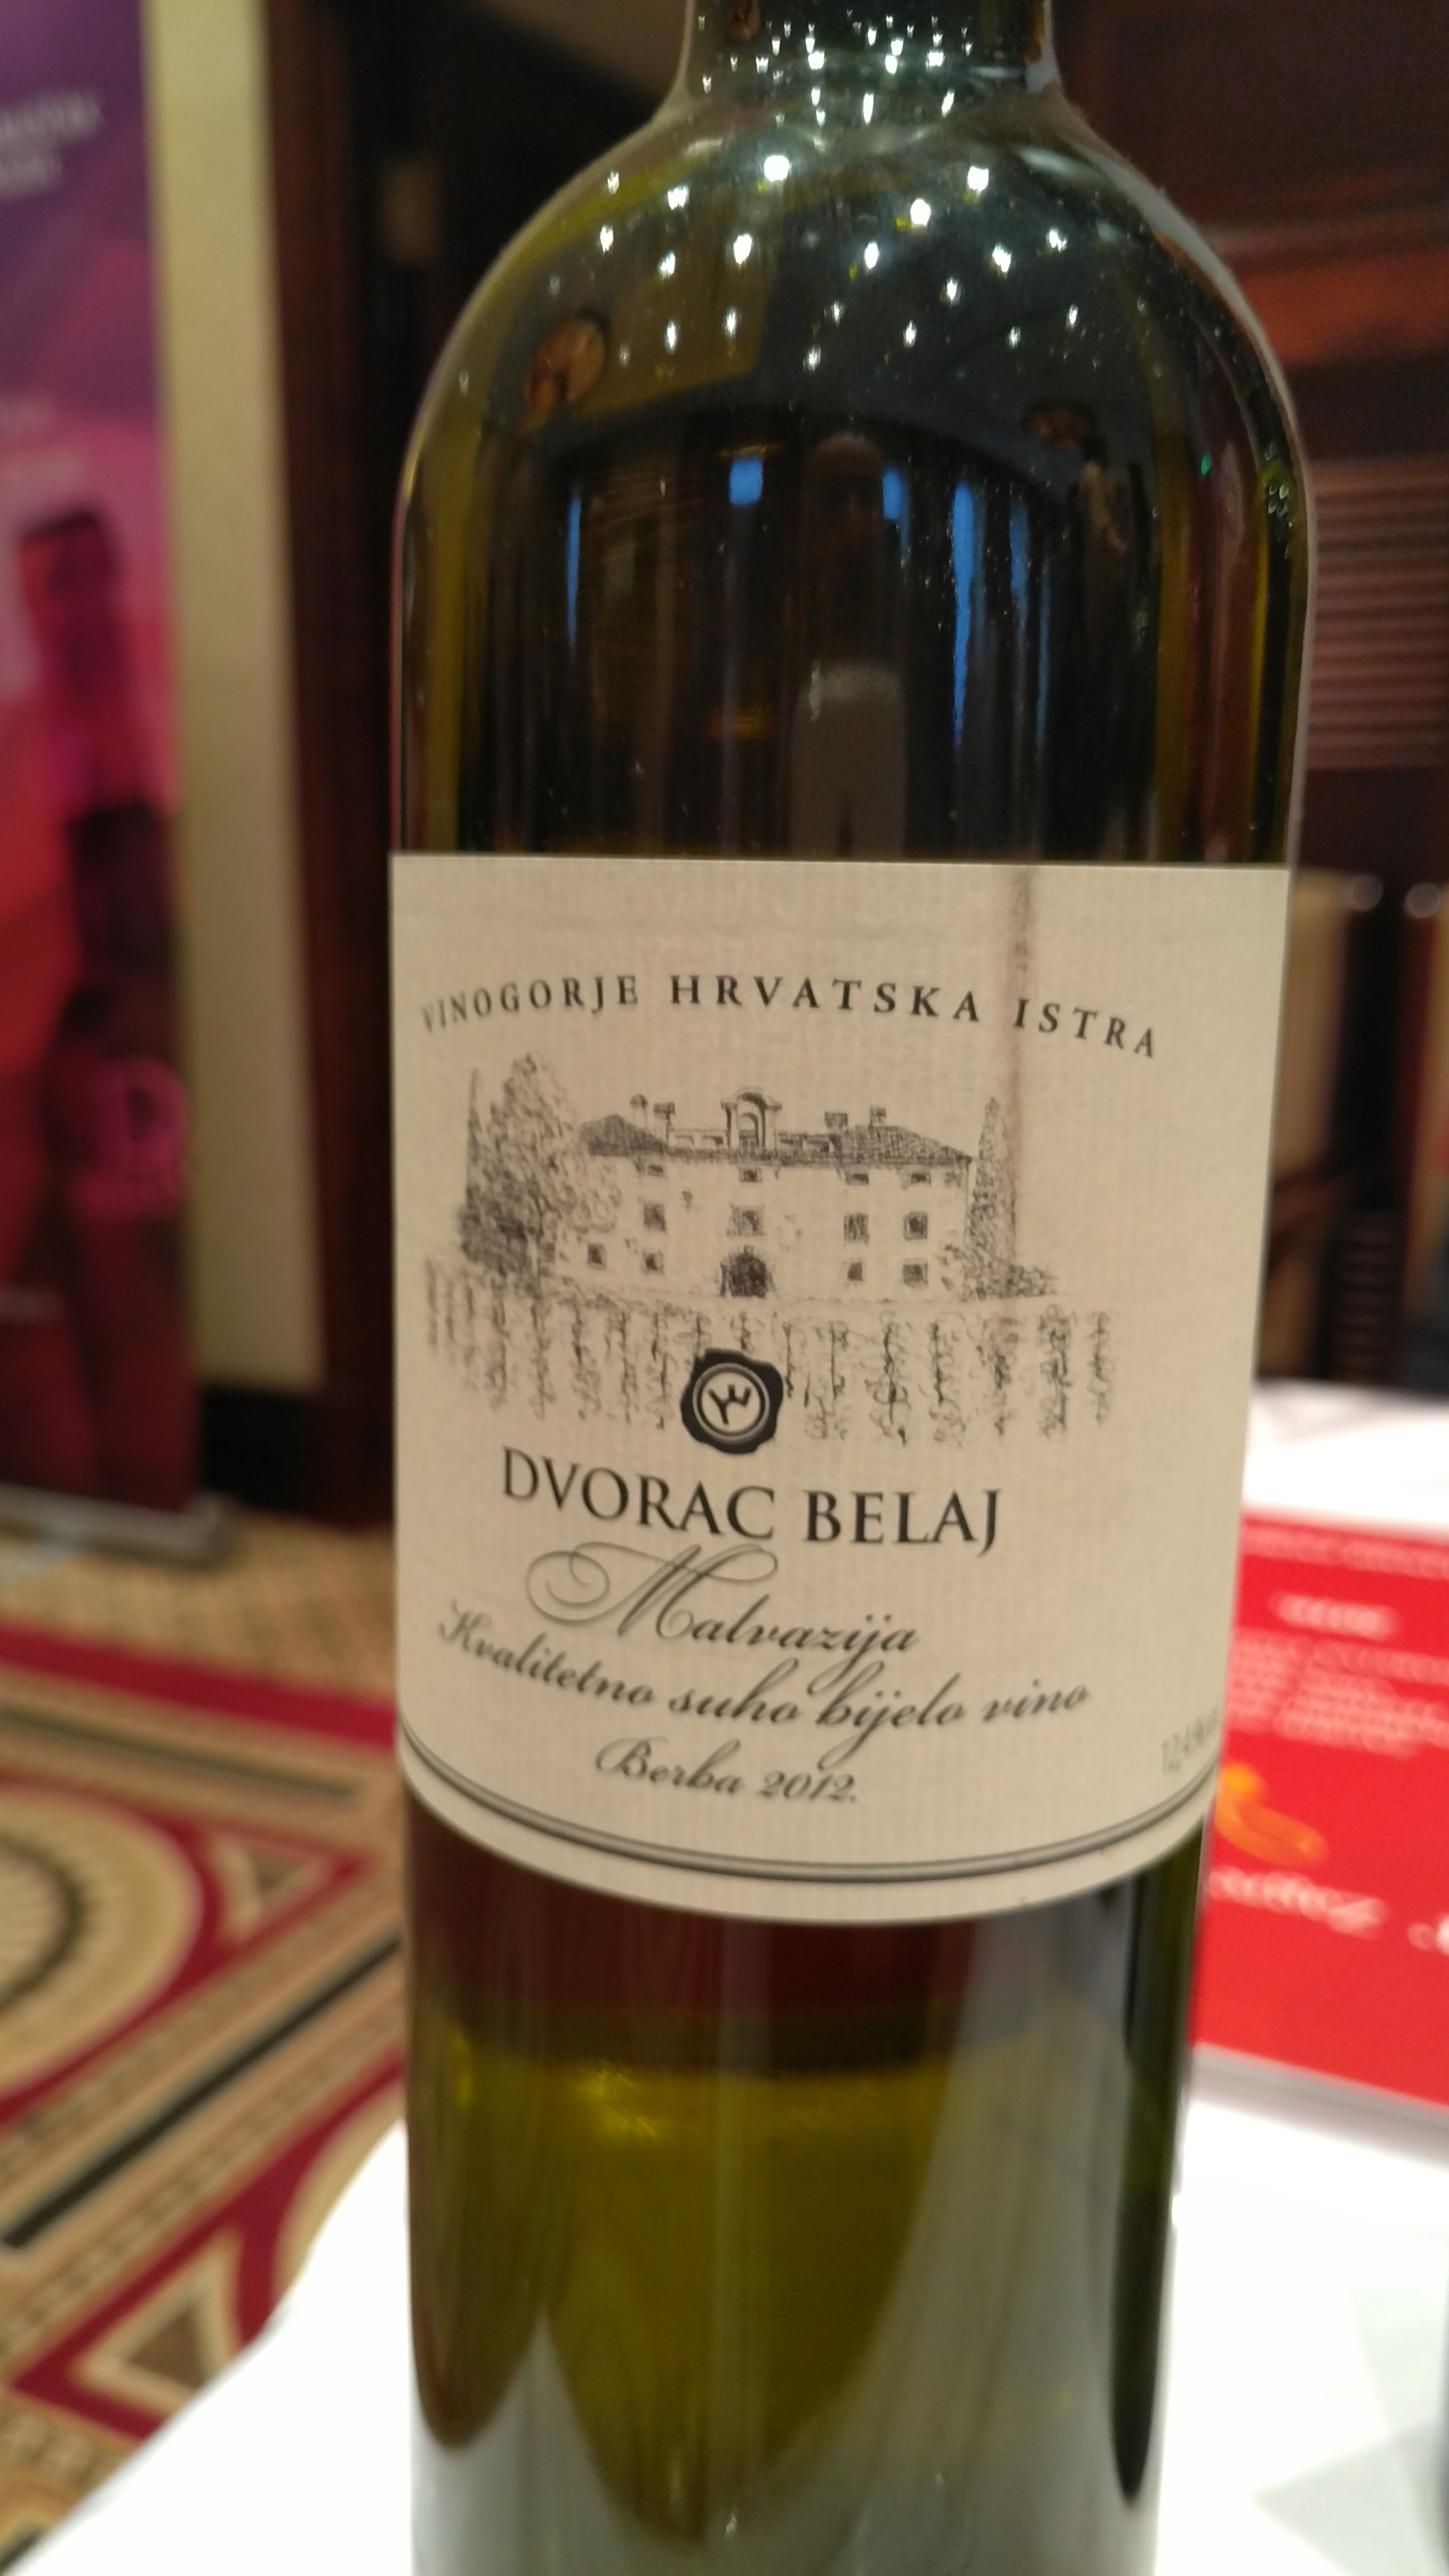 VINOGORJE HRVATSKA ISTRA
DVORAC BELAJ
Malvazija
Kvalitetno suho bijelo vino
Berba 2012.